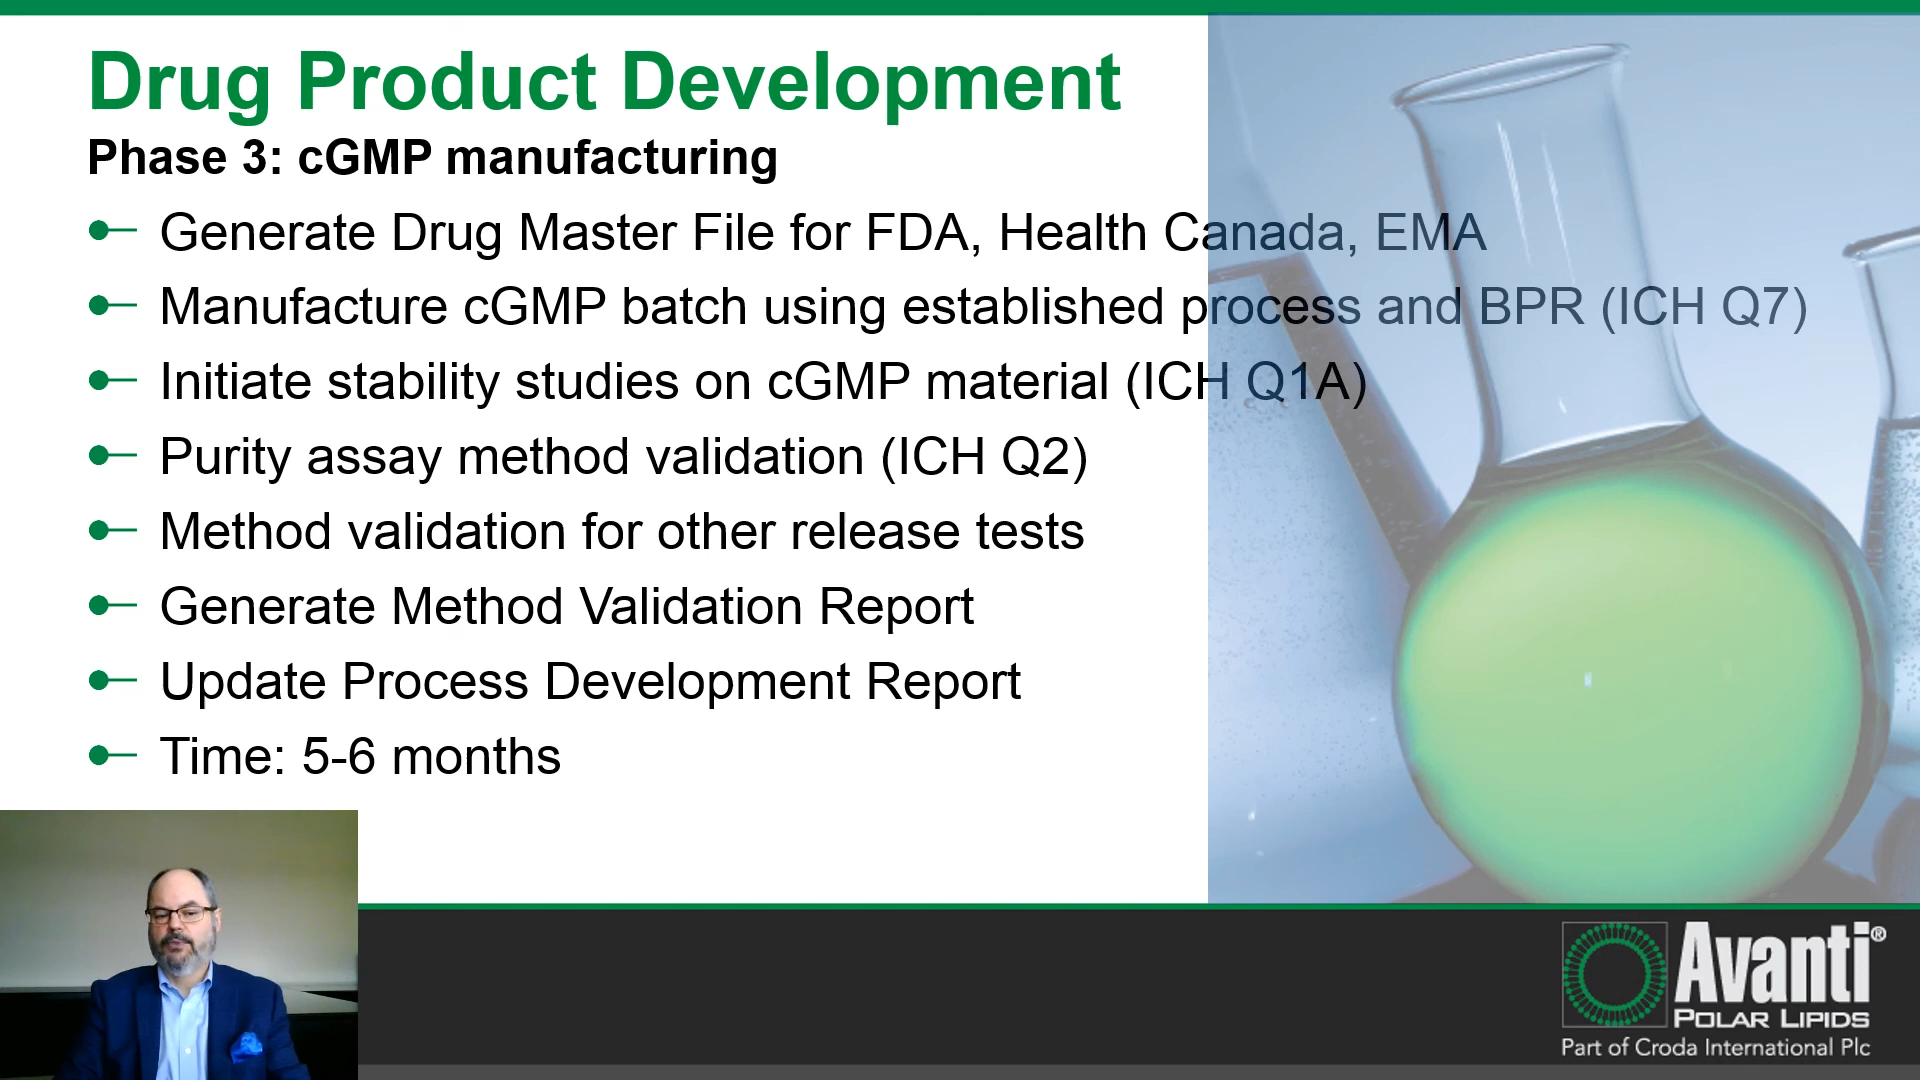 Drug Product Development
Phase 3: cGMP manufacturing
Generate Drug Master File for FDA, Health Canada, EMA
Manufacture cGMP batch using established process and BPR (ICH Q7)
Initiate stability studies on cGMP material (ICH Q1A)
Purity assay method validation (ICH Q2)
Method validation for other release tests
Generate Method Validation Report
Update Process Development Report
Time: 5-6 months
Avanti®
POLAR LIPIDS
Part of Croda International Plc